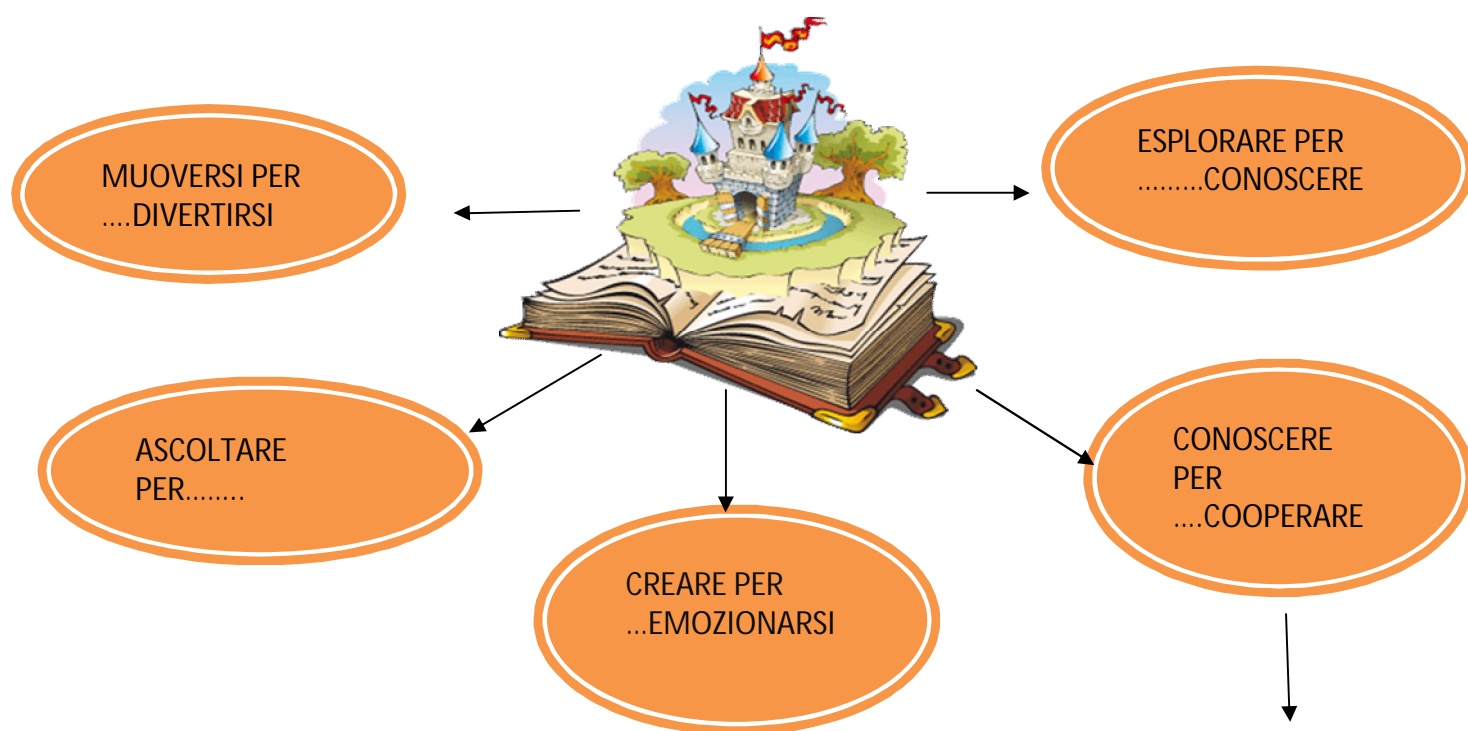 MUOVERSI PER
....DIVERTIRSI
ESPLORARE PER
.........CONOSCERE
ASCOLTARE
PER........
CREARE PER
...EMOZIONARSI
CONOSCERE
PER
....COOPERARE